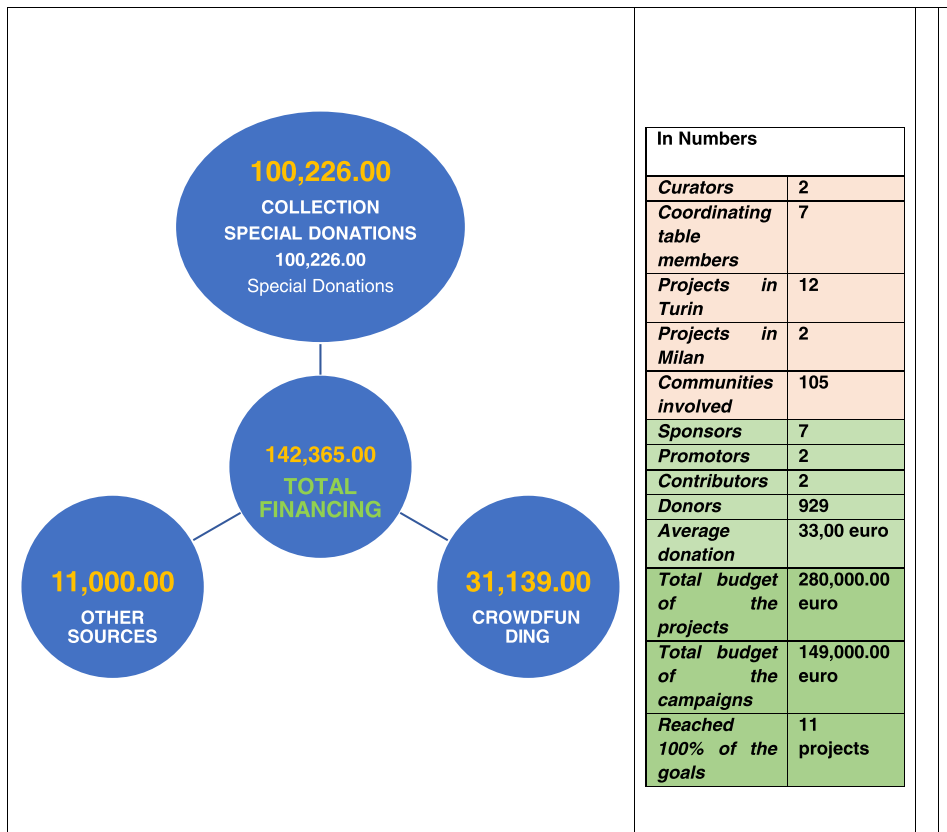 100,226.00
COLLECTION
SPECIAL DONATIONS
100,226.00
Special Donations
142,365.00
TOTAL
FINANCING
11,000.00
OTHER
SOURCES
31,139.00
CROWDFUN
DING
In Numbers
Curators 2
Coordinating 7
table
members
Projects in 12
Turin
Projects in 2
Milan
Communities 105
involved
Sponsors 7
Promotors 2
Contributors 2
Donors 929
Average 33,00 euro
donation
Total budget 280,000.00
of the euro
projects
Total budget 149,000.00
of the euro
campaigns
Reached 11
100% of the projects
goals